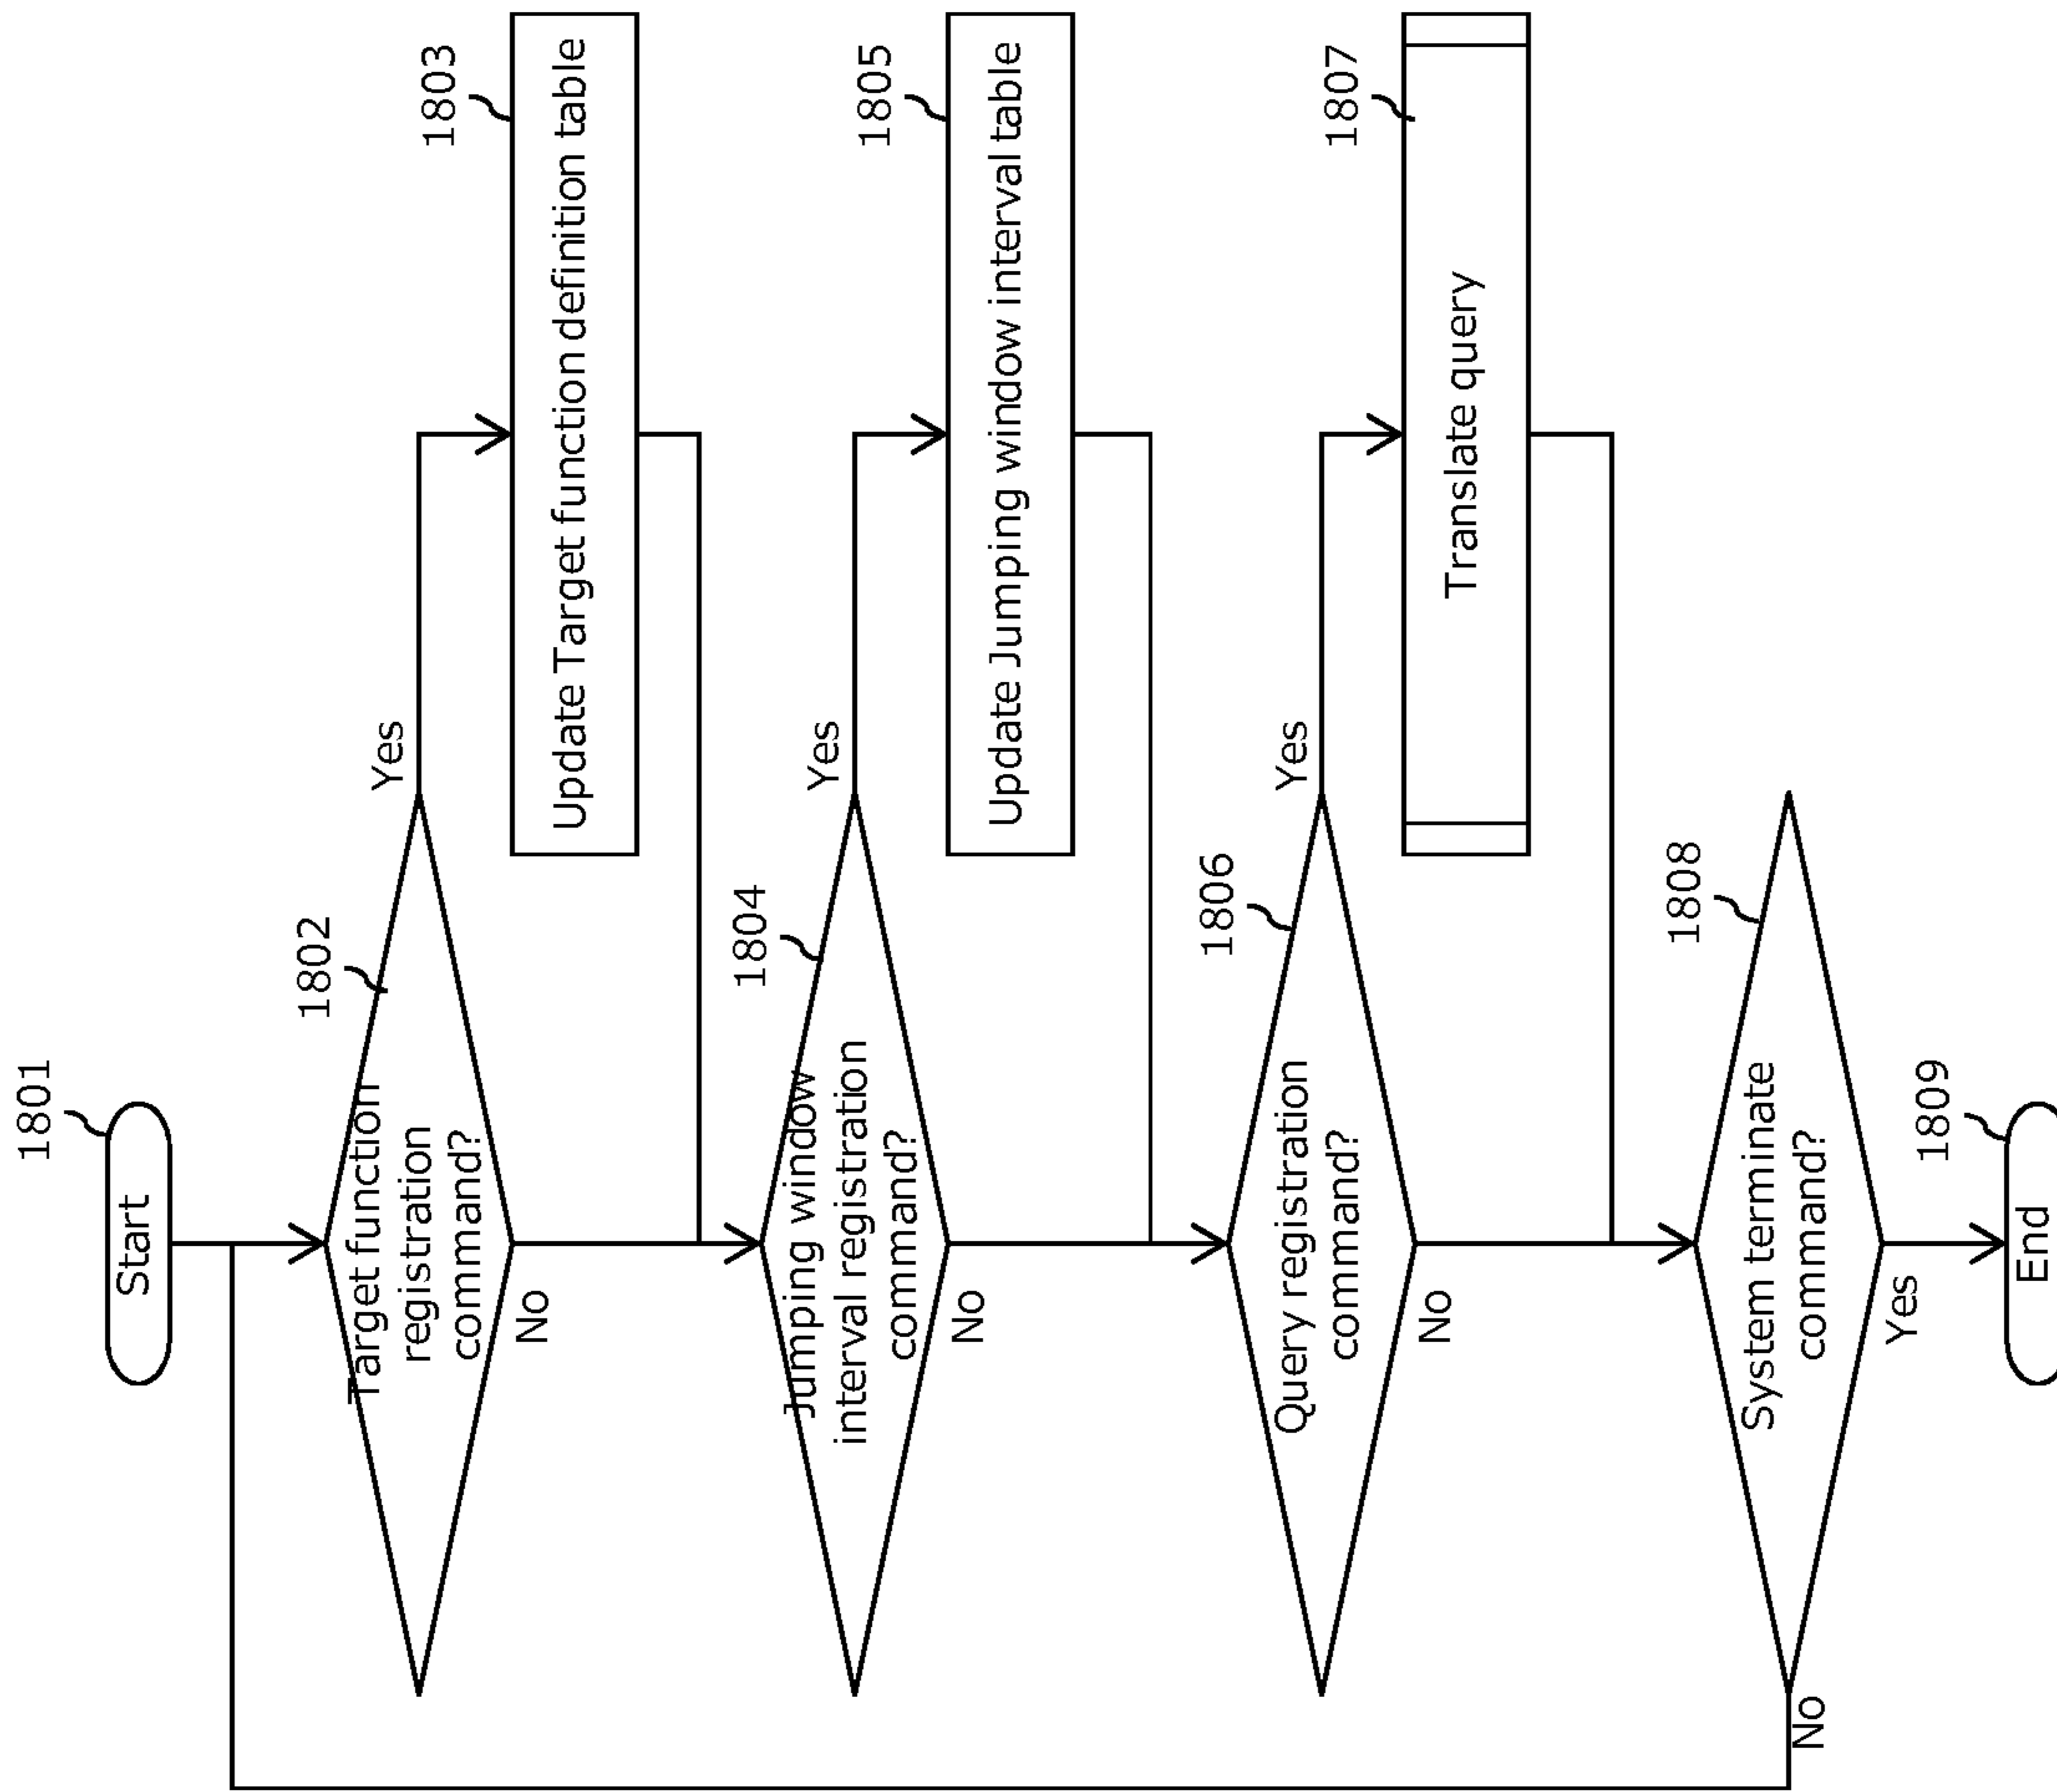 1801
Start
1802
Target function
registration
command?
Yes
No
1803
Update Target function definition table
1804
Jumping window
interval registration
command?
Yes
No
1805
Update Jumping window interval table
1806
Query registration
command?
Yes
No
1807
Translate query
1808
System terminate
command?
No
Yes
1809
End